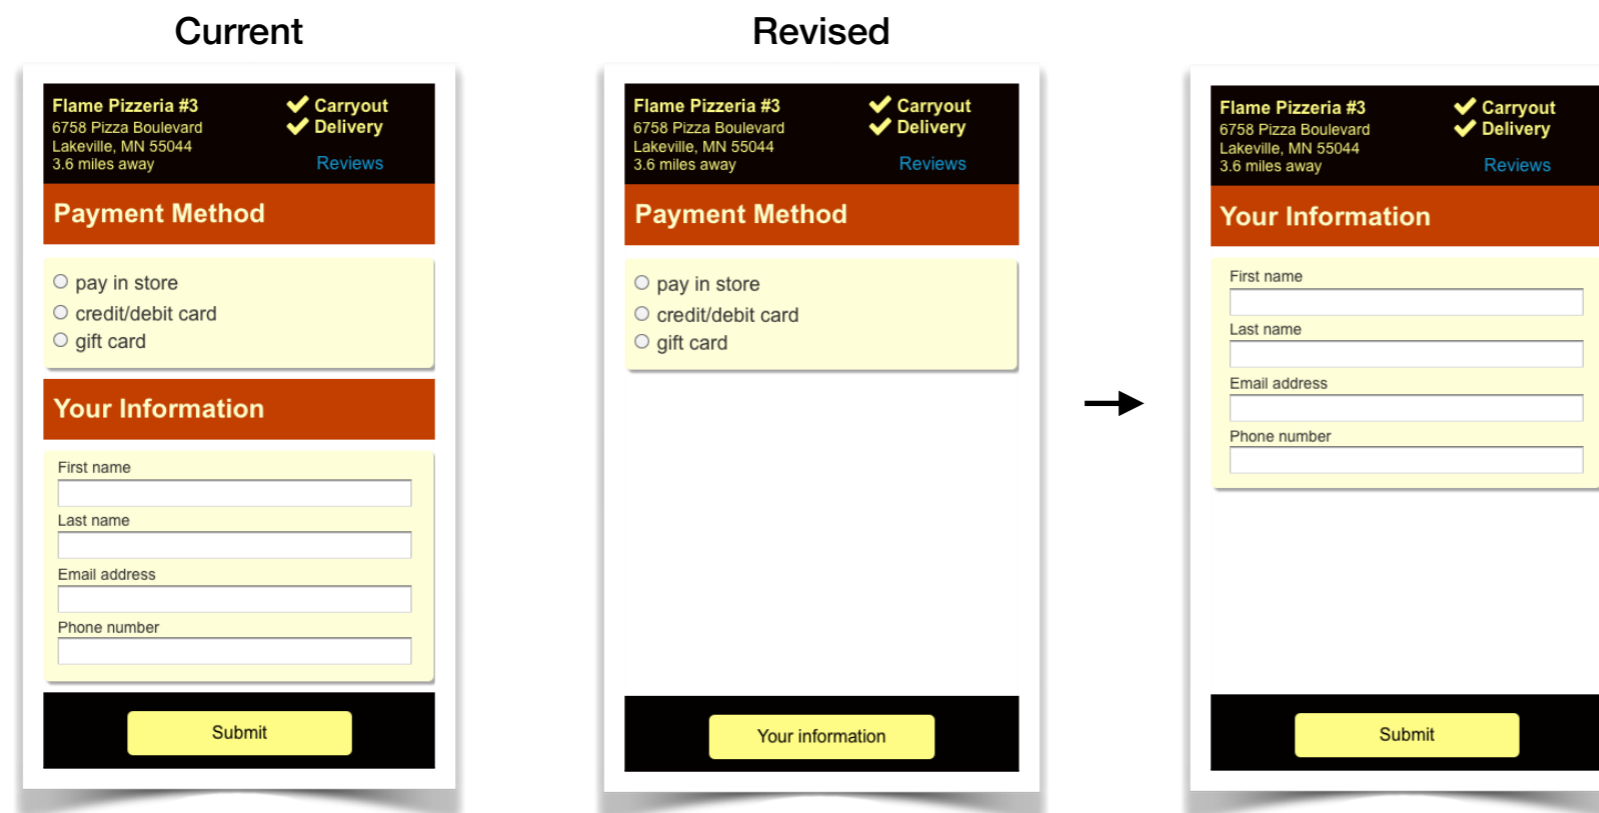 Current
Flame Pizzeria #3
6758 Pizza Boulevard
Lakeville, MN 55044
3.6 miles away
Carryout
Delivery
Reviews
Payment Method
pay in store
credit/debit card
gift card
Your Information
First name
Last name
Email address
Phone number
Submit
Revised
Flame Pizzeria #3
6758 Pizza Boulevard
Lakeville, MN 55044
3.6 miles away
Carryout
Delivery
Reviews
Payment Method
pay in store
credit/debit card
gift card
Your information
Flame Pizzeria #3
6758 Pizza Boulevard
Lakeville, MN 55044
3.6 miles away
Carryout
Delivery
Reviews
Your Information
First name
Last name
Email address
Phone number
Submit